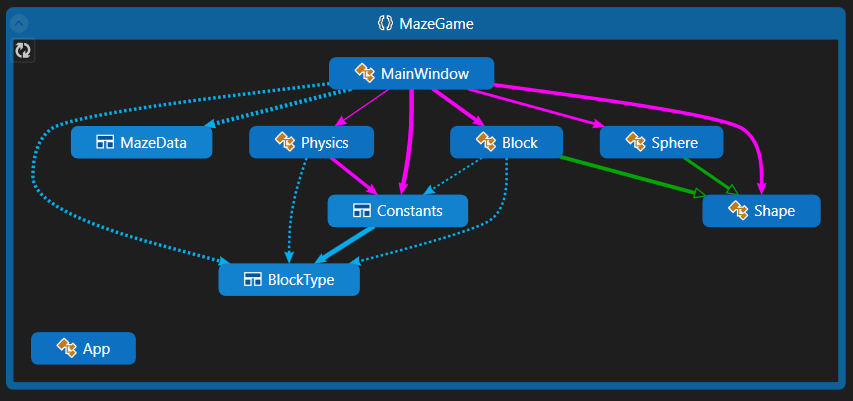 MazeGame
MainWindow
MazeData
Physics
Block
Sphere
Constants
Shape
BlockType
App